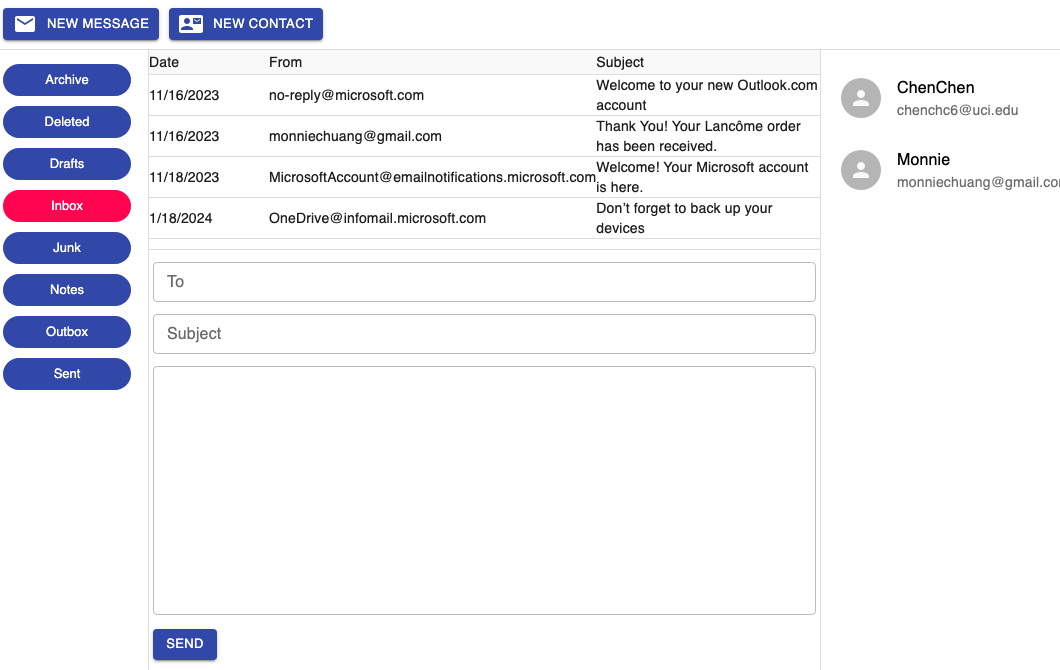 NEW MESSAGE
NEW CONTACT
Archive
Deleted
Drafts
Inbox
Junk
Notes
Outbox
Sent
Date From Subject
11/16/2023 no-reply@microsoft.com Welcome to your new Outlook.com
account
11/16/2023 monniechuang@gmail.com Thank You! Your Lancôme order
has been received.
11/18/2023 MicrosoftAccount@emailnotifications.microsoft.com Welcome! Your Microsoft account
is here.
1/18/2024 OneDrive@infomail.microsoft.com Don’t forget to back up your
devices
To
Subject
SEND
ChenChen
chenchc6@uci.edu
Monnie
monniechuang@gmail.co